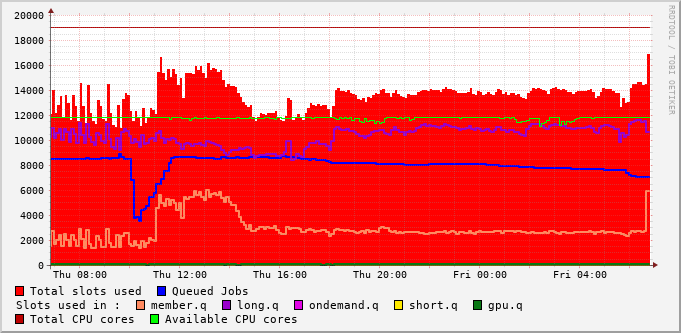 RRDTOOL / TOBI OETIKER
20000
18000
16000
14000
12000
10000
8000
6000
4000
2000
0
Thu 08:00 Thu 12:00 Thu 16:00 Thu 20:00 Fri 00:00 Fri 04:00
Total slots used Queued Jobs
Slots used in : member.q long.q ondemand.q short.q gpu.q
Total CPU cores Available CPU cores